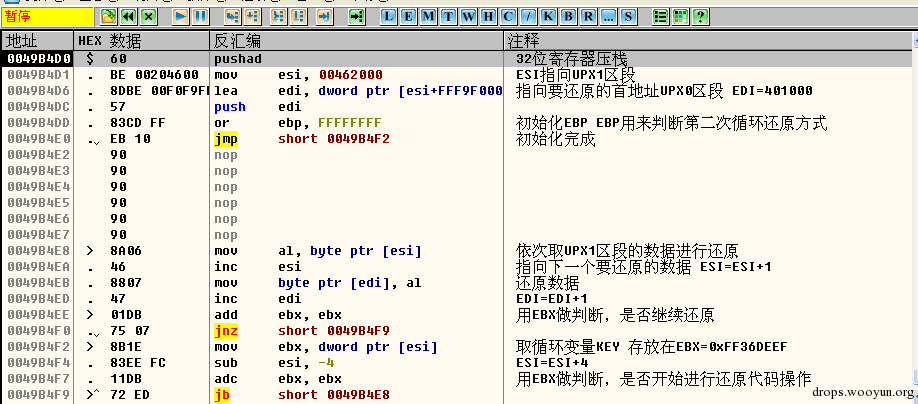 暂停 L E M T W H C / K B R ... S ?
地址 HEX 数据 反汇编 注释
0049B4D0 $ 60 pushad 32位寄存器压栈
0049B4D1 . BE 00204600 mov esi, 00462000 ESI指向UPX1区段
0049B4D6 . 8DBE 00F0F9F lea edi, dword ptr [esi+FFF9F000 指向要还原的首地址UPX0区段 EDI=401000
0049B4DC . 57 push edi
0049B4DD . 83CD FF or ebp, FFFFFFFF 初始化EBP EBP用来判断第二次循环还原方式
0049B4E0 . EB 10 jmp short 0049B4F2 初始化完成
0049B4E2 90 nop
0049B4E3 90 nop
0049B4E4 90 nop
0049B4E5 90 nop
0049B4E6 90 nop
0049B4E7 90 nop
0049B4E8 > 8A06 mov al, byte ptr [esi] 依次取UPX1区段的数据进行还原
0049B4EA . 46 inc esi 指向下一个要还原的数据 ESI=ESI+1
0049B4EB . 8807 mov byte ptr [edi], al 还原数据
0049B4ED . 47 inc edi EDI=EDI+1
0049B4EE > 01DB add ebx, ebx 用EBX做判断，是否继续还原
0049B4F0 . 75 07 jnz short 0049B4F9
0049B4F2 > 8B1E mov ebx, dword ptr [esi] 取循环变量KEY 存放在EBX=0xFF36DEEF
0049B4F4 . 83EE FC sub esi, -4 ESI=ESI+4
0049B4F7 . 11DB adc ebx, ebx 用EBX做判断，是否开始进行还原代码操作
0049B4F9 >^ 72 ED jb short 0049B4E8
drops.wooyun.org